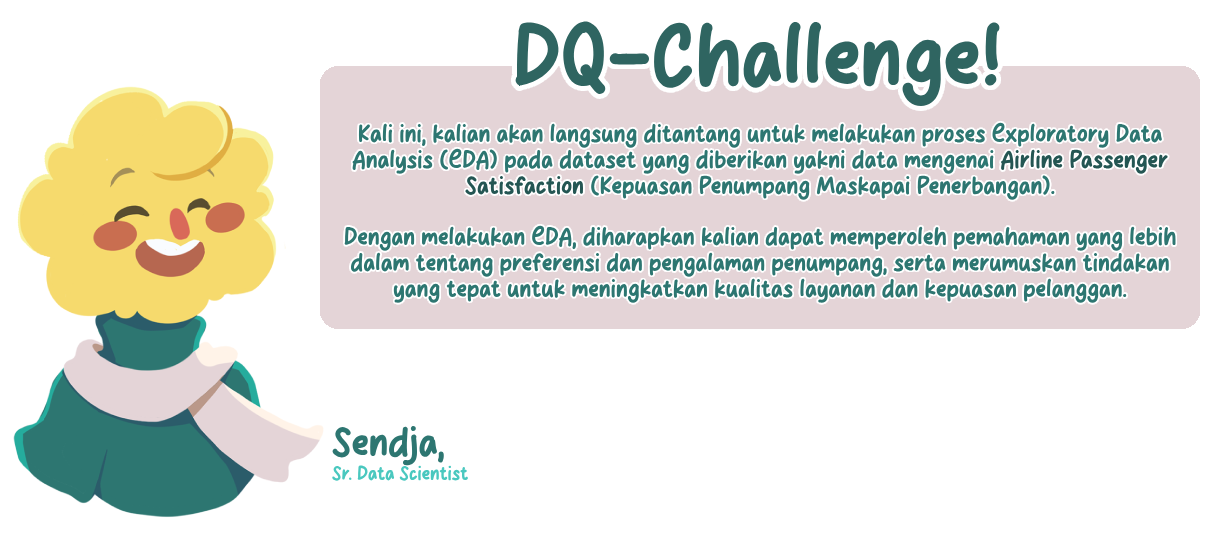 DQ-Challenge!
Kali ini, kalian akan langsung ditantang untuk melakukan proses Exploratory Data
Analysis (EDA) pada dataset yang diberikan yakni data mengenai Airline Passenger
Satisfaction (Kepuasan Penumpang Maskapai Penerbangan).
Dengan melakukan EDA, diharapkan kalian dapat memperoleh pemahaman yang lebih
dalam tentang preferensi dan pengalaman penumpang, serta merumuskan tindakan
yang tepat untuk meningkatkan kualitas layanan dan kepuasan pelanggan.
Sendja,
Sr. Data Scientist